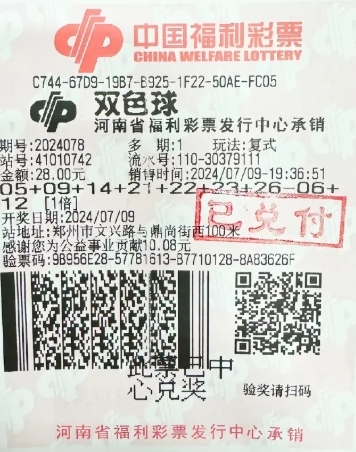 中国福利彩票
CHINA WELFARE LOTTERY
C744-67D9-19B7-B925-1F22-50AE-FC05
双色球
河南省福利彩票发行中心承销
期号:2024078 多 期:1 玩法:复式
站号:41010742 流水号:110-30379111
金额:28.00元 销售时间:2024/07/09-19:36:51
05+09+14+21+22+23+26-06+
12 [1倍]
开奖日期:2024/07/09
站地址:郑州市文兴路与鼎尚街西100米
已兑付
感谢您为公益事业贡献10.08元
验票码:9B956E28-57781613-B7710128-8A83626F
此票已中
心兑奖
验奖请扫码
河南省福利彩票发行中心承销